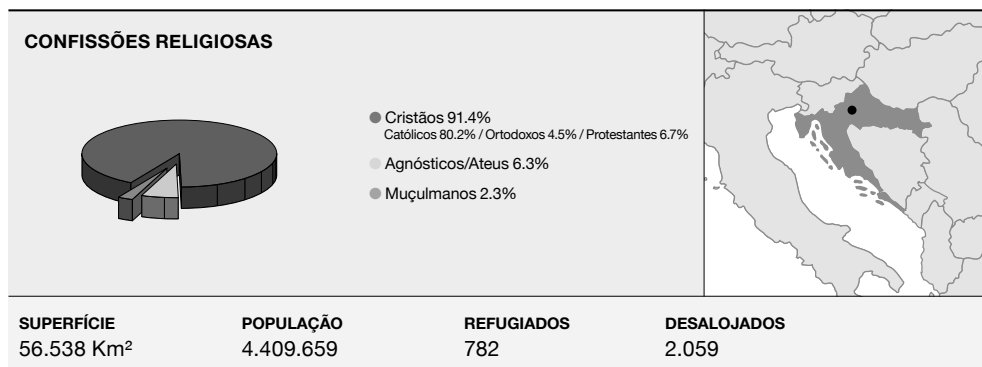 CONFISSÕES RELIGIOSAS
Cristãos 91.4%
Católicos 80.2% / Ortodoxos 4.5% / Protestantes 6.7%
Agnósticos/Ateus 6.3%
Muçulmanos 2.3%
SUPERFÍCIE
56.538 Km²
POPULAÇÃO
4.409.659
REFUGIADOS
782
DESALOJADOS
2.059